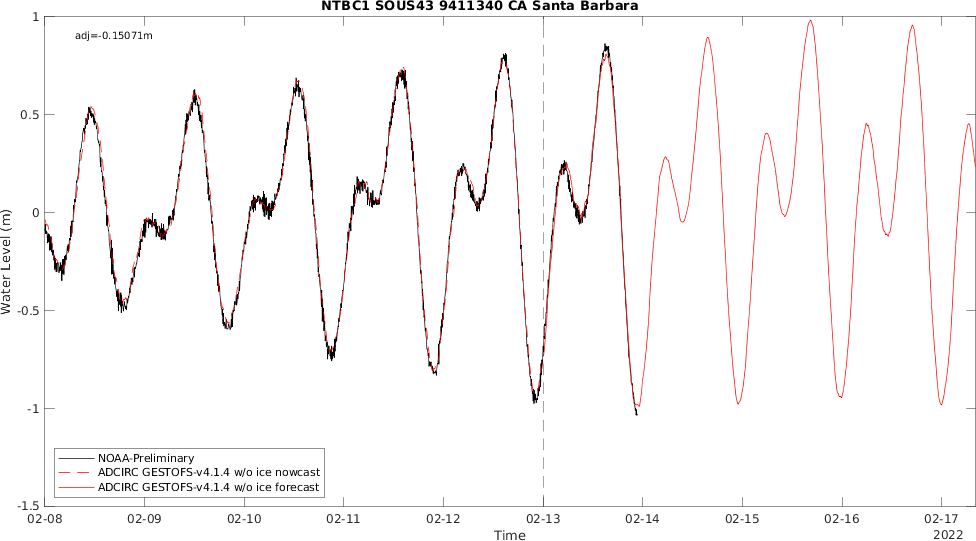 NTBC1 SOUS43 9411340 CA Santa Barbara
adj=-0.15071m
1
0.5
0
-0.5
-1
-1.5
Water Level (m)
NOAA-Preliminary
ADCIRC GESTOFS-v4.1.4 w/o ice nowcast
ADCIRC GESTOFS-v4.1.4 w/o ice forecast
02-08 02-09 02-10 02-11 02-12 02-13 02-14 02-15 02-16 02-17
Time
2022